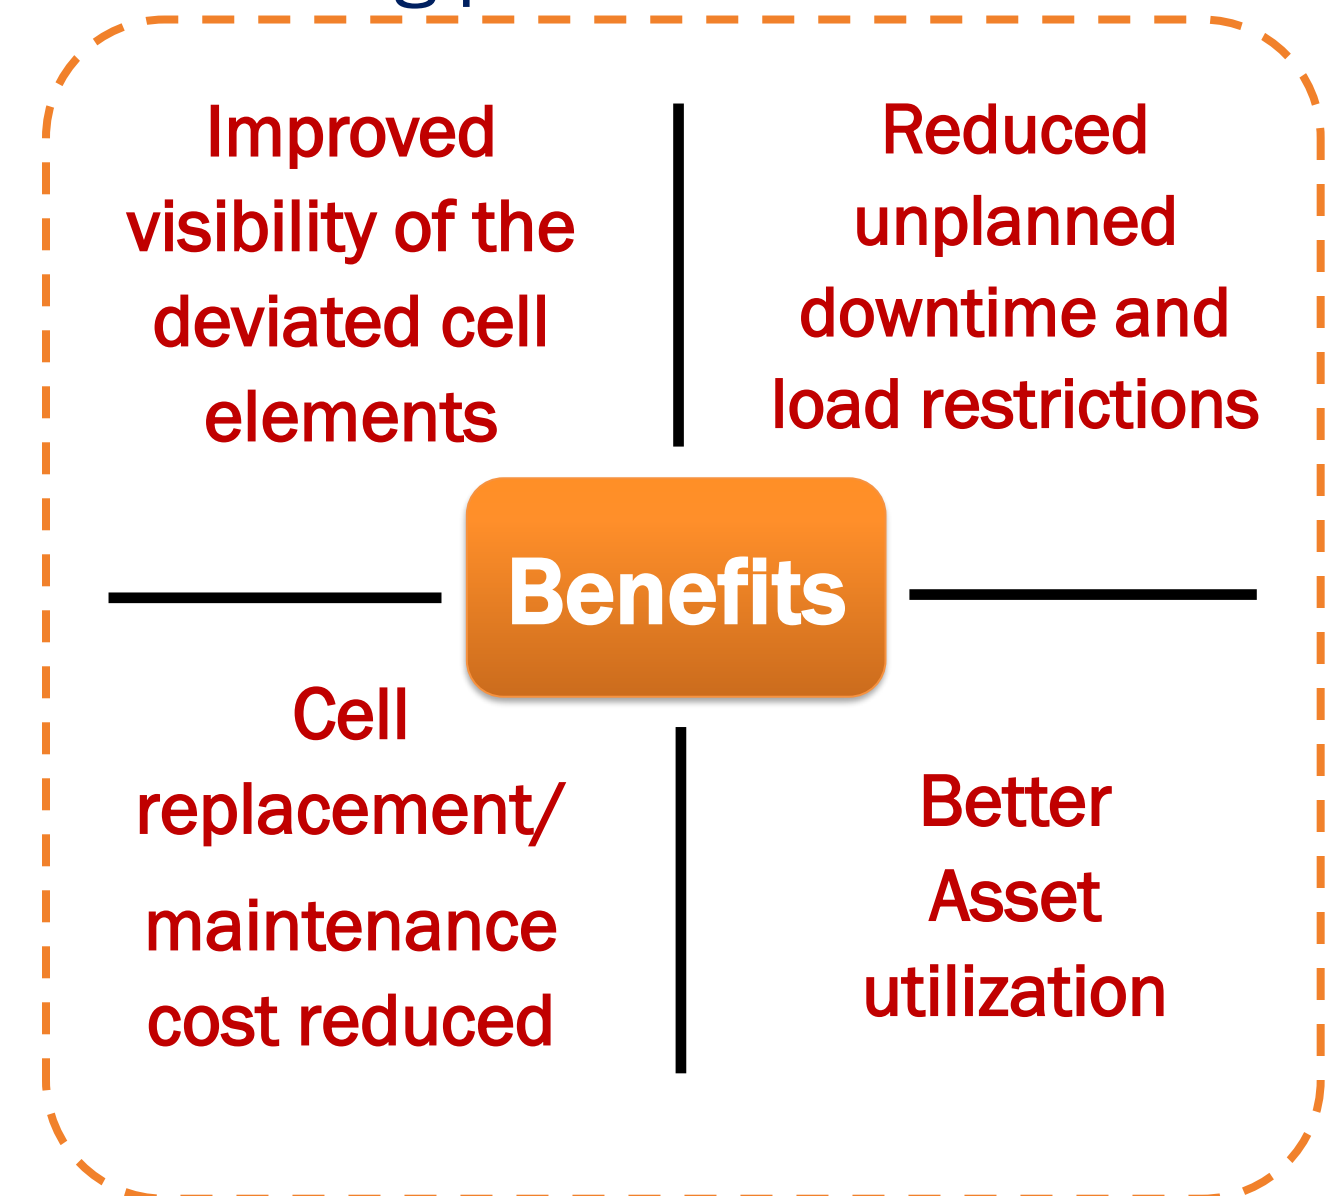 Improved
visibility of the
deviated cell
elements
Reduced
unplanned
downtime and
load restrictions
Benefits
Cell
replacement/
maintenance
cost reduced
Better
Asset
utilization